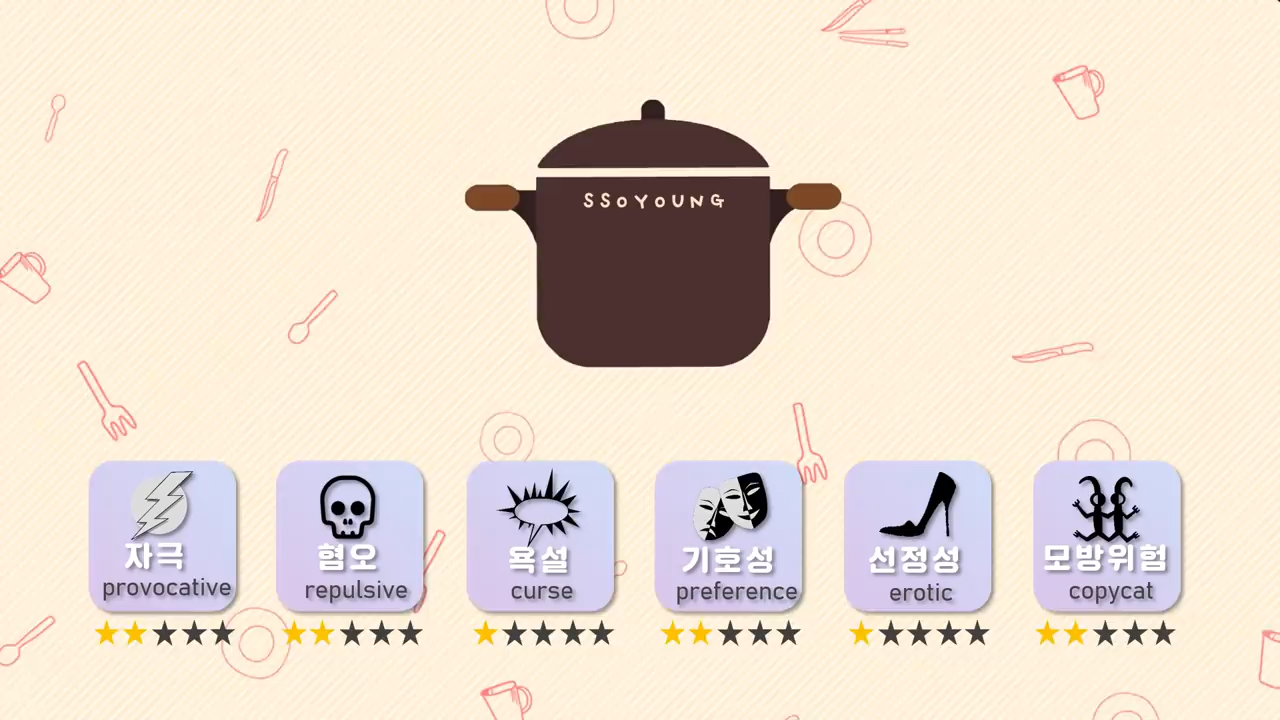 SSOYOUNG
자극
provocative
혐오
repulsive
욕설
curse
기호성
preference
선정성
erotic
모방위험
copycat